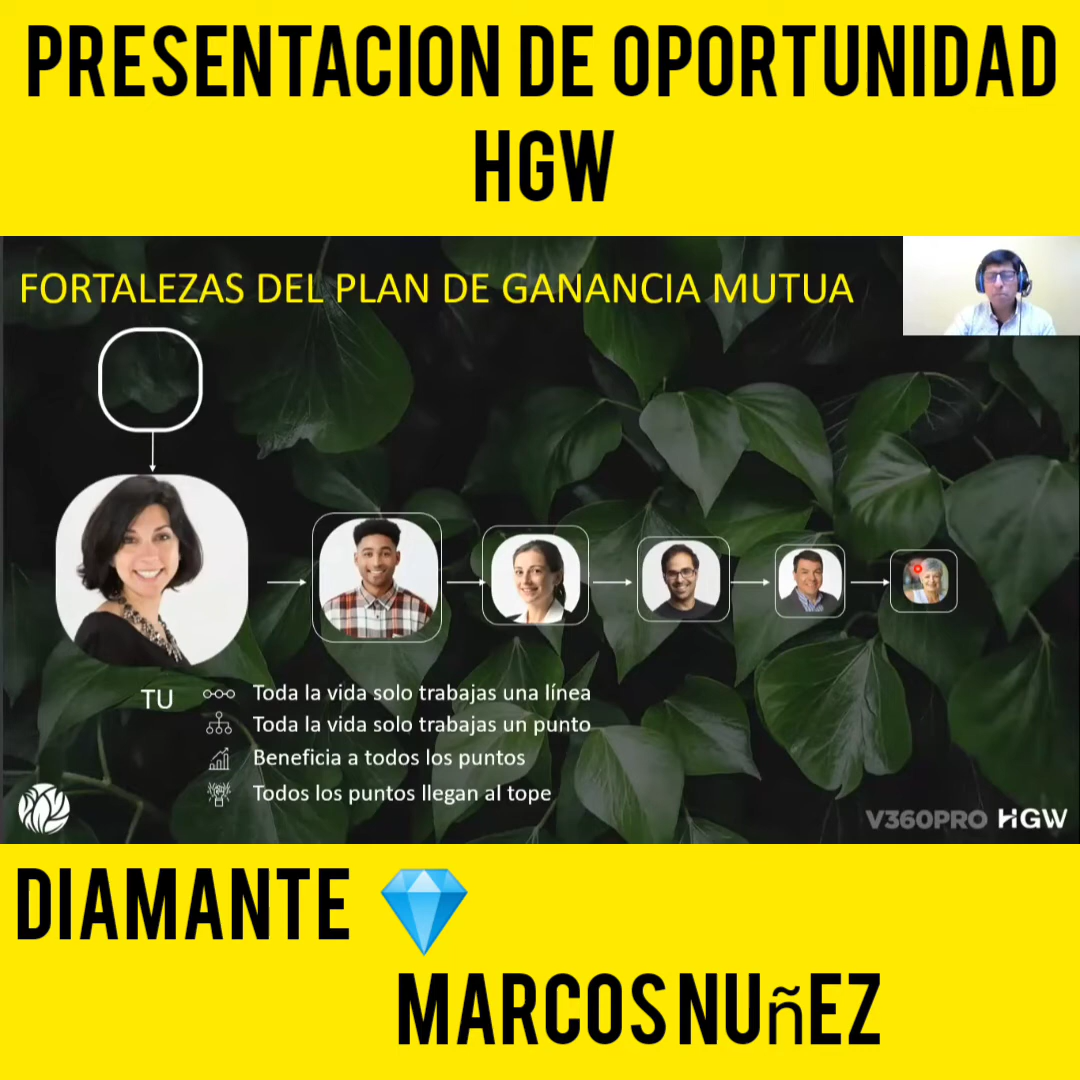 PRESENTACION DE OPORTUNIDAD
HGW
FORTALEZAS DEL PLAN DE GANANCIA MUTUA
TU
Toda la vida solo trabajas una línea
Toda la vida solo trabajas un punto
Beneficia a todos los puntos
Todos los puntos llegan al tope
V360PRO HGW
DIAMANTE
MARCOS NUñEZ